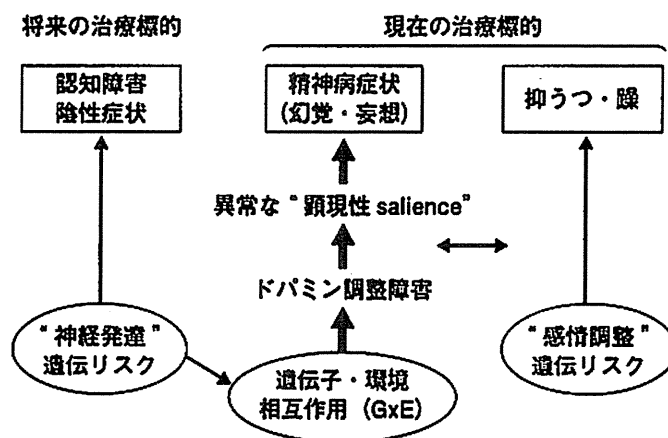 将来の治療標的
現在の治療標的
認知障害
陰性症状
精神病症状
(幻覚・妄想)
抑うつ・躁
異常な“顕現性 salience”
ドパミン調整障害
“神経発達”
遺伝リスク
遺伝子・環境
相互作用(GxE)
“感情調整”
遺伝リスク